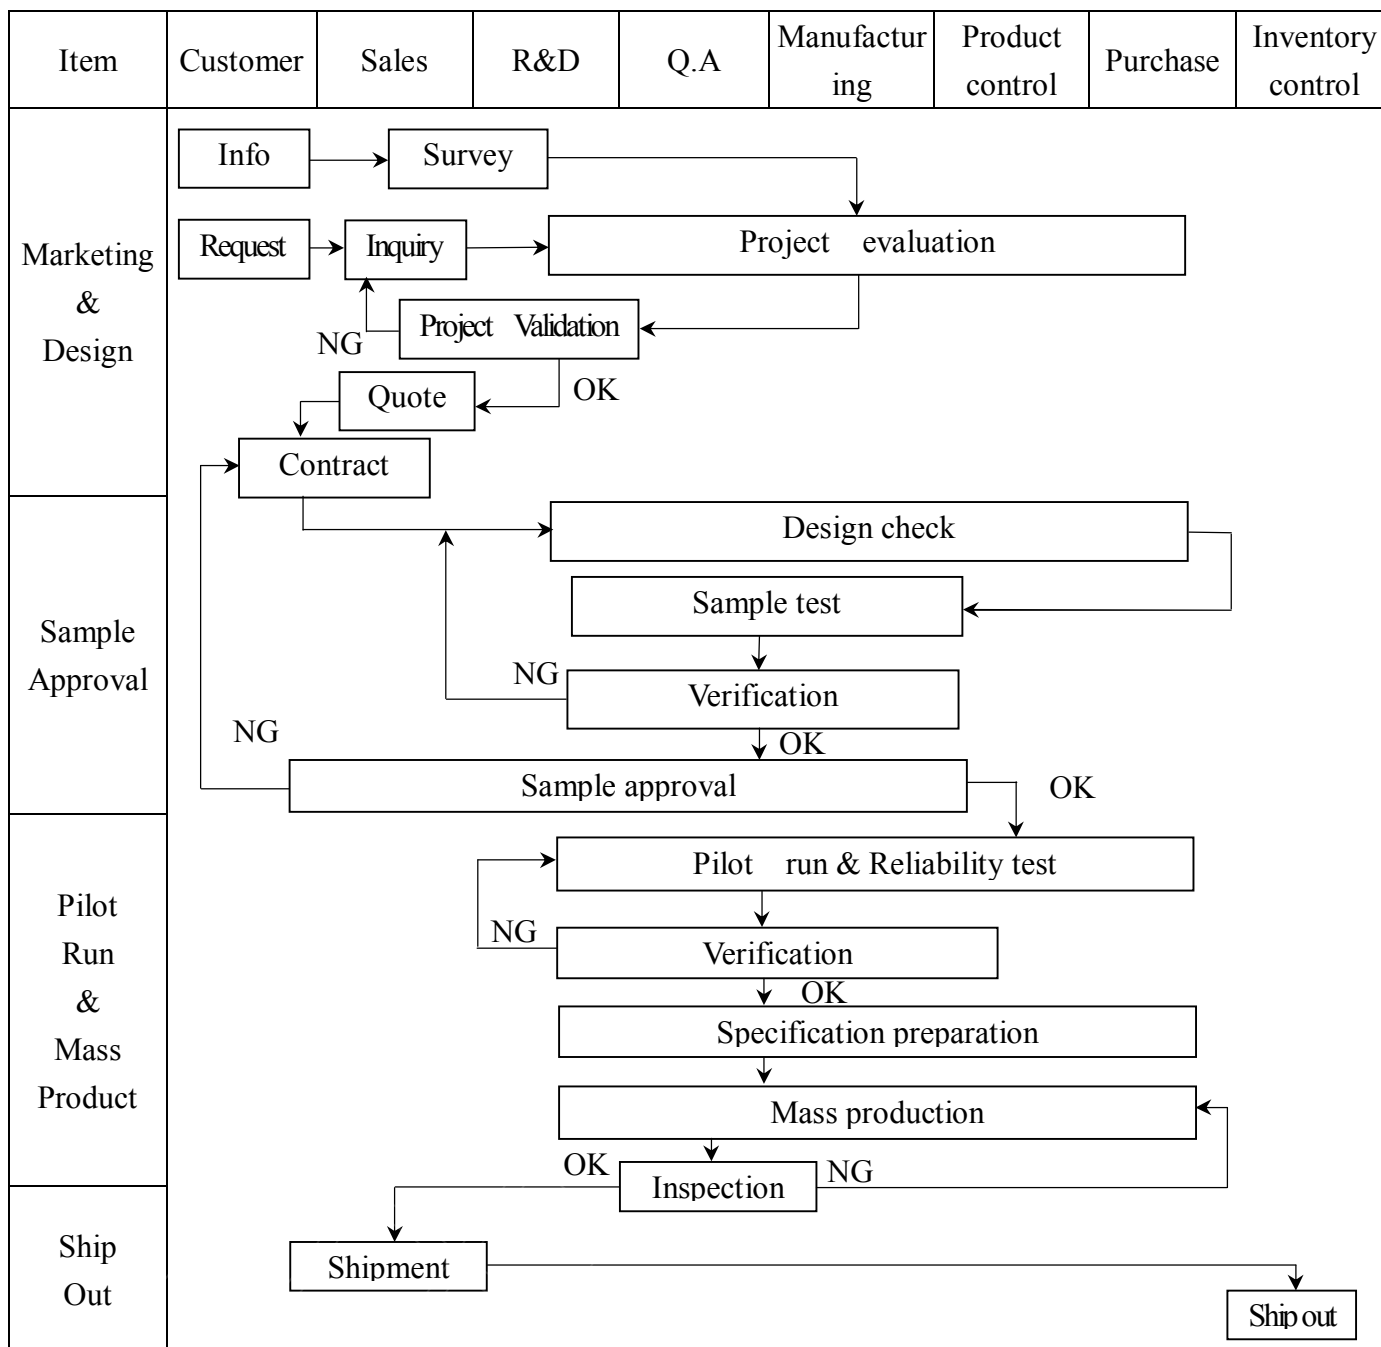 Item
Customer
Sales
R&D
Q.A
Manufactur
ing
Product
control
Purchase
Inventory
control
Marketing
&
Design
Info
Survey
Request
Inquiry
Project evaluation
Project Validation
NG
OK
Quote
Contract
Sample
Approval
Design check
Sample test
NG
Verification
NG
OK
Sample approval
OK
Pilot
Run
&
Mass
Product
Pilot run & Reliability test
NG
Verification
OK
Specification preparation
Mass production
OK
Inspection
NG
Ship
Out
Shipment
Ship out